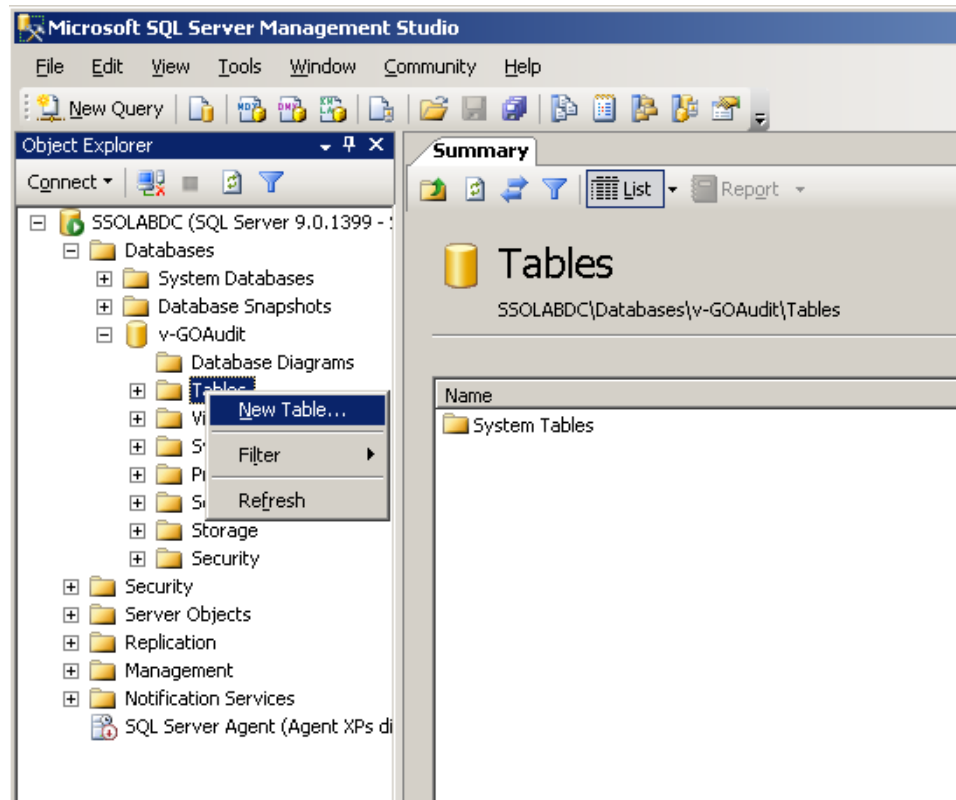 Microsoft SQL Server Management Studio
File Edit View Tools Window Community Help
New Query
Object Explorer
Connect
SSOLABDC (SQL Server 9.0.1399 -
Databases
System Databases
Database Snapshots
v-GOAudit
Database Diagrams
Tables
New Table...
Filter
Refresh
Storage
Security
Security
Server Objects
Replication
Management
Notification Services
SQL Server Agent (Agent XPs di
Summary
List Report
Tables
SSOLABDC\Databases\v-GOAudit\Tables
Name
System Tables